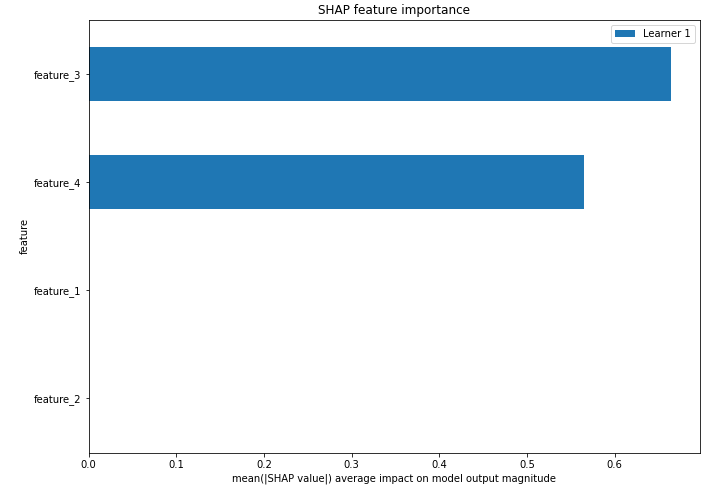 SHAP feature importance
Learner 1
feature_3
feature_4
feature_1
feature_2
feature
0.0 0.1 0.2 0.3 0.4 0.5 0.6
mean(|SHAP value|) average impact on model output magnitude